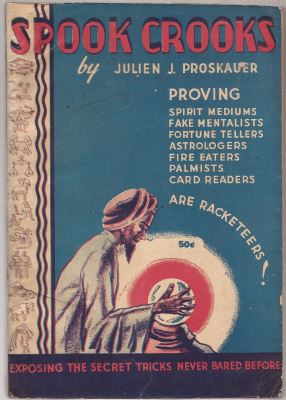 SPOOK CROOKS
by JULIEN J. PROSKAUER
PROVING
SPIRIT MEDIUMS
FAKE MENTALISTS
FORTUNE TELLERS
ASTROLOGERS
FIRE EATERS
PALMISTS
CARD READERS
ARE RACKETEERS!
50¢
EXPOSING THE SECRET TRICKS NEVER BARED BEFORE